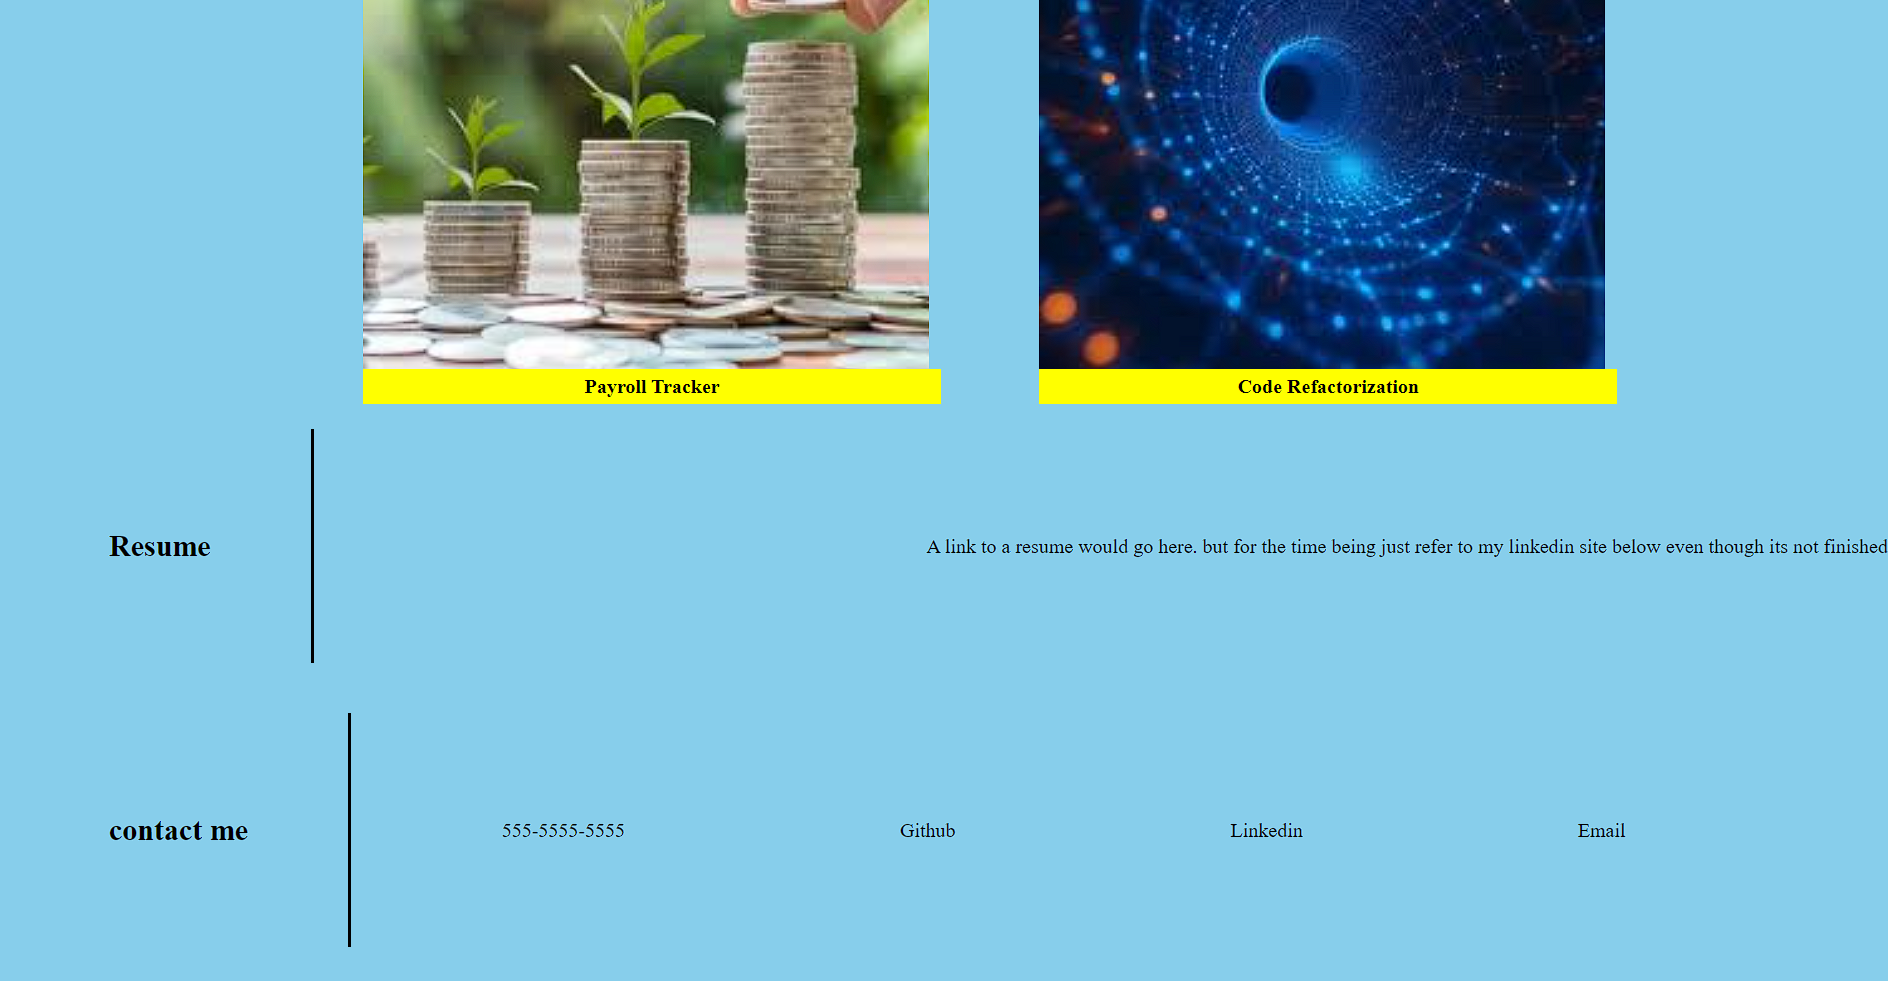 Payroll Tracker
Code Refactorization
Resume
A link to a resume would go here. but for the time being just refer to my linkedin site below even though its not finished
contact me
555-5555-5555
Github
Linkedin
Email